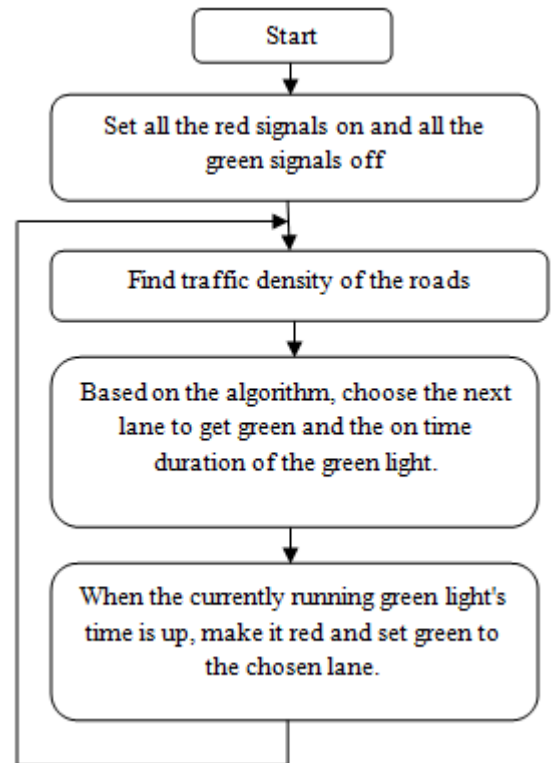 Start
Set all the red signals on and all the
green signals off
Find traffic density of the roads
Based on the algorithm, choose the next
lane to get green and the on time
duration of the green light.
When the currently running green light's
time is up, make it red and set green to
the chosen lane.